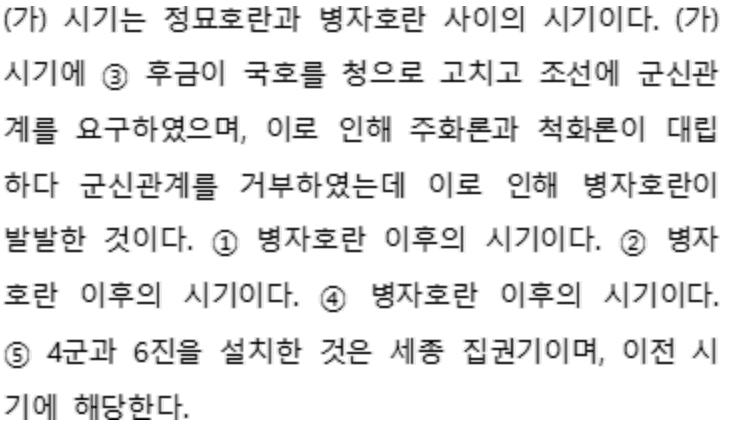 (가) 시기는 정묘호란과 병자호란 사이의 시기이다. (가)
시기에 ③ 후금이 국호를 청으로 고치고 조선에 군신관
계를 요구하였으며, 이로 인해 주화론과 척화론이 대립
하다 군신관계를 거부하였는데 이로 인해 병자호란이
발발한 것이다. ① 병자호란 이후의 시기이다. ② 병자
호란 이후의 시기이다. ④ 병자호란 이후의 시기이다.
⑤ 4군과 6진을 설치한 것은 세종 집권기이며, 이전 시
기에 해당한다.